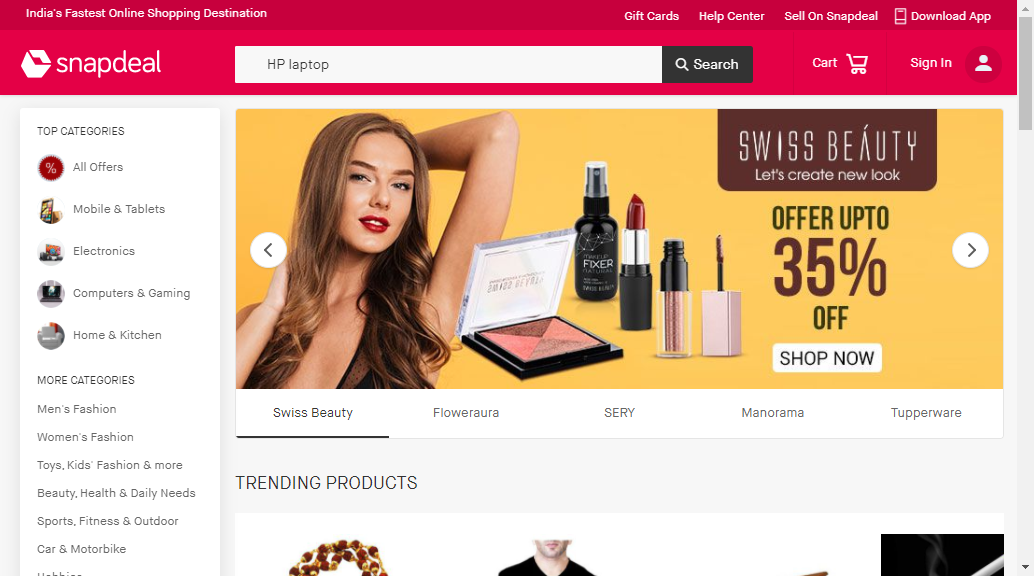 India's Fastest Online Shopping Destination
Gift Cards
Help Center
Sell On Snapdeal
Download App
snapdeal
HP laptop
Search
Cart
Sign In
TOP CATEGORIES
All Offers
Mobile & Tablets
Electronics
Computers & Gaming
Home & Kitchen
MORE CATEGORIES
Men's Fashion
Women's Fashion
Toys, Kids' Fashion & more
Beauty, Health & Daily Needs
Sports, Fitness & Outdoor
Car & Motorbike
SWISS BEAUTY
Let's create new look
OFFER UPTO
35%
OFF
SHOP NOW
MAKEUP
FIXER
NATURAL
Swiss Beauty
Floweraura
SERY
Manorama
Tupperware
TRENDING PRODUCTS